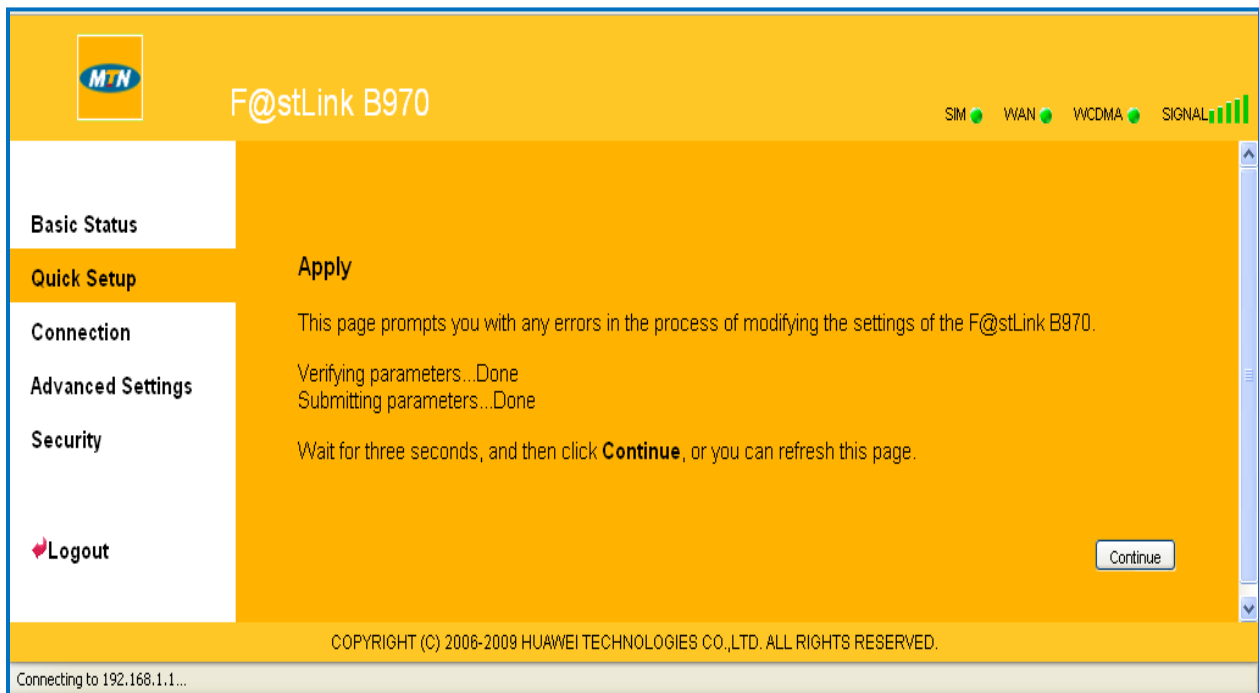 MTN
F@stLink B970
SIM WAN WCDMA SIGNAL
Basic Status
Quick Setup
Connection
Advanced Settings
Security
Logout
Apply
This page prompts you with any errors in the process of modifying the settings of the F@stLink B970.
Verifying parameters...Done
Submitting parameters...Done
Wait for three seconds, and then click Continue, or you can refresh this page.
Continue
COPYRIGHT (C) 2006-2009 HUAWEI TECHNOLOGIES CO.,LTD. ALL RIGHTS RESERVED.
Connecting to 192.168.1.1...